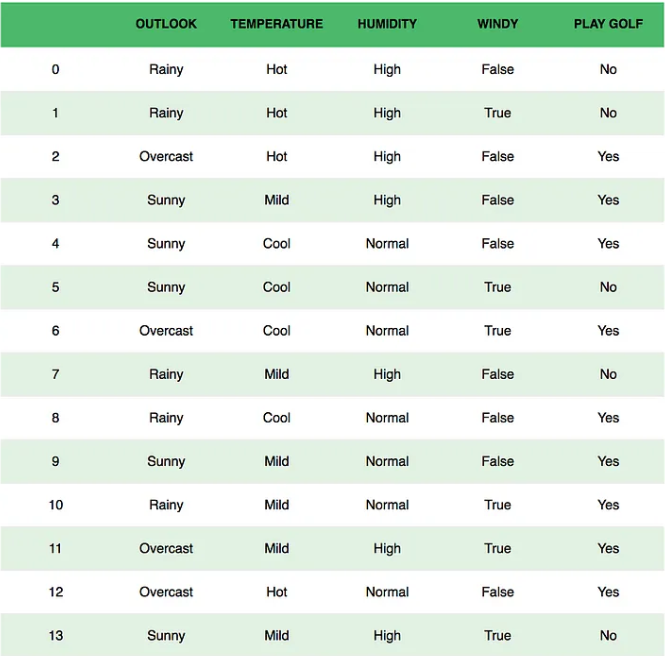 OUTLOOK TEMPERATURE HUMIDITY WINDY PLAY GOLF
0 Rainy Hot High False No
1 Rainy Hot High True No
2 Overcast Hot High False Yes
3 Sunny Mild High False Yes
4 Sunny Cool Normal False Yes
5 Sunny Cool Normal True No
6 Overcast Cool Normal True Yes
7 Rainy Mild High False No
8 Rainy Cool Normal False Yes
9 Sunny Mild Normal False Yes
10 Rainy Mild Normal True Yes
11 Overcast Mild High True Yes
12 Overcast Hot Normal False Yes
13 Sunny Mild High True No